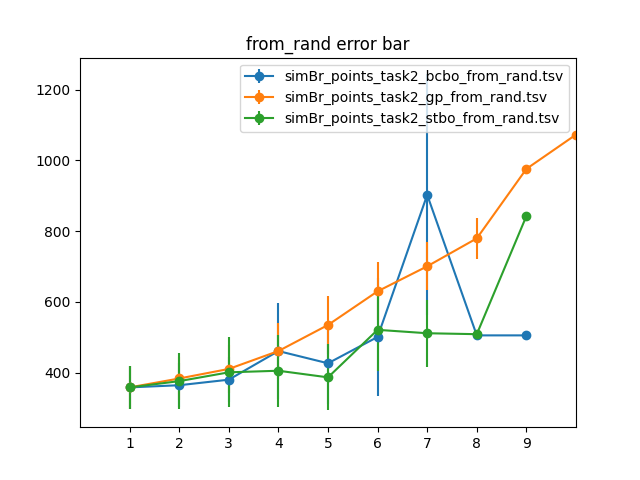 from_rand error bar
simBr_points_task2_bcbo_from_rand.tsv
simBr_points_task2_gp_from_rand.tsv
simBr_points_task2_stbo_from_rand.tsv
1200
1000
800
600
400
1 2 3 4 5 6 7 8 9